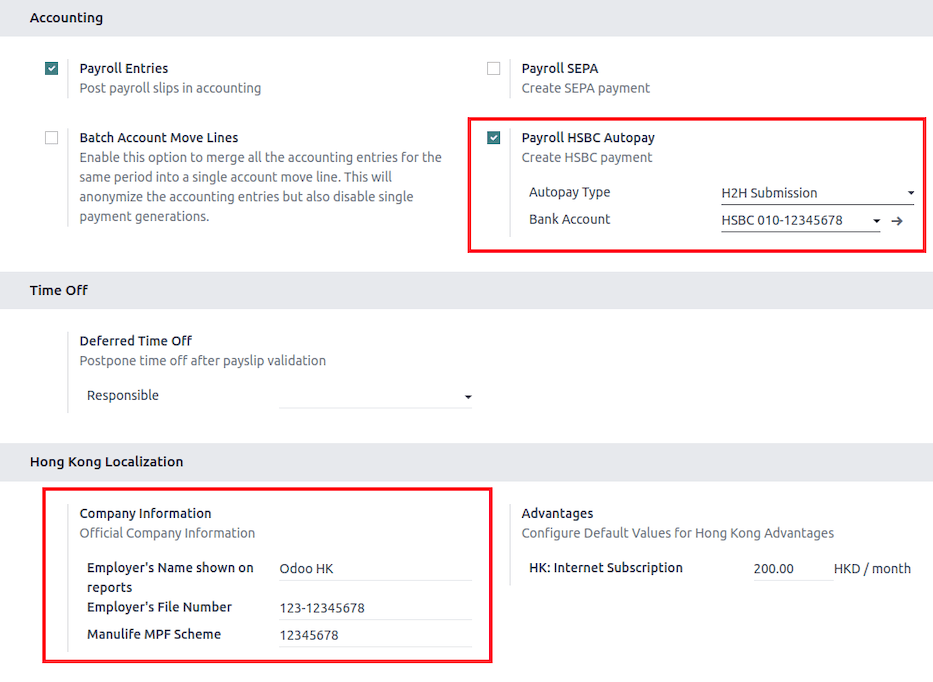 Accounting
Payroll Entries
Post payroll slips in accounting
Payroll SEPA
Create SEPA payment
Batch Account Move Lines
Enable this option to merge all the accounting entries for the
same period into a single account move line. This will
anonymize the accounting entries but also disable single
payment generations.
Payroll HSBC Autopay
Create HSBC payment
Autopay Type H2H Submission
Bank Account HSBC 010-12345678
Time Off
Deferred Time Off
Postpone time off after payslip validation
Responsible
Hong Kong Localization
Company Information
Official Company Information
Employer's Name shown on Odoo HK
reports
Employer's File Number 123-12345678
Manulife MPF Scheme 12345678
Advantages
Configure Default Values for Hong Kong Advantages
HK: Internet Subscription 200.00 HKD / month